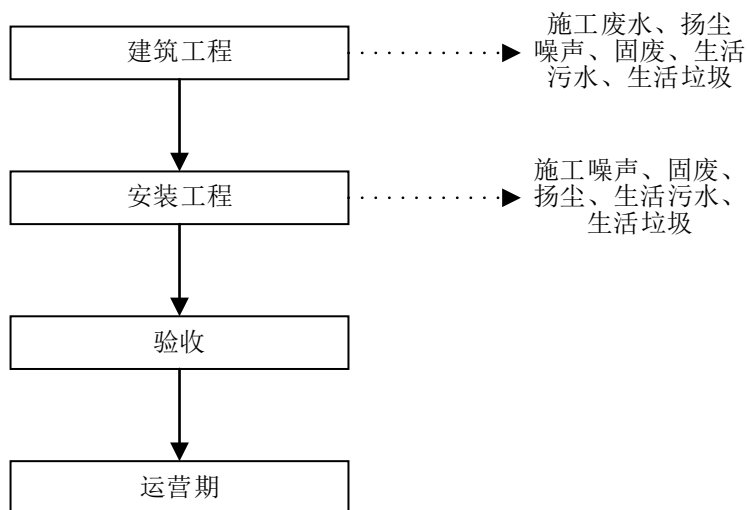 建筑工程
施工废水、扬尘
噪声、固废、生活
污水、生活垃圾
安装工程
施工噪声、固废、
扬尘、生活污水、
生活垃圾
验收
运营期